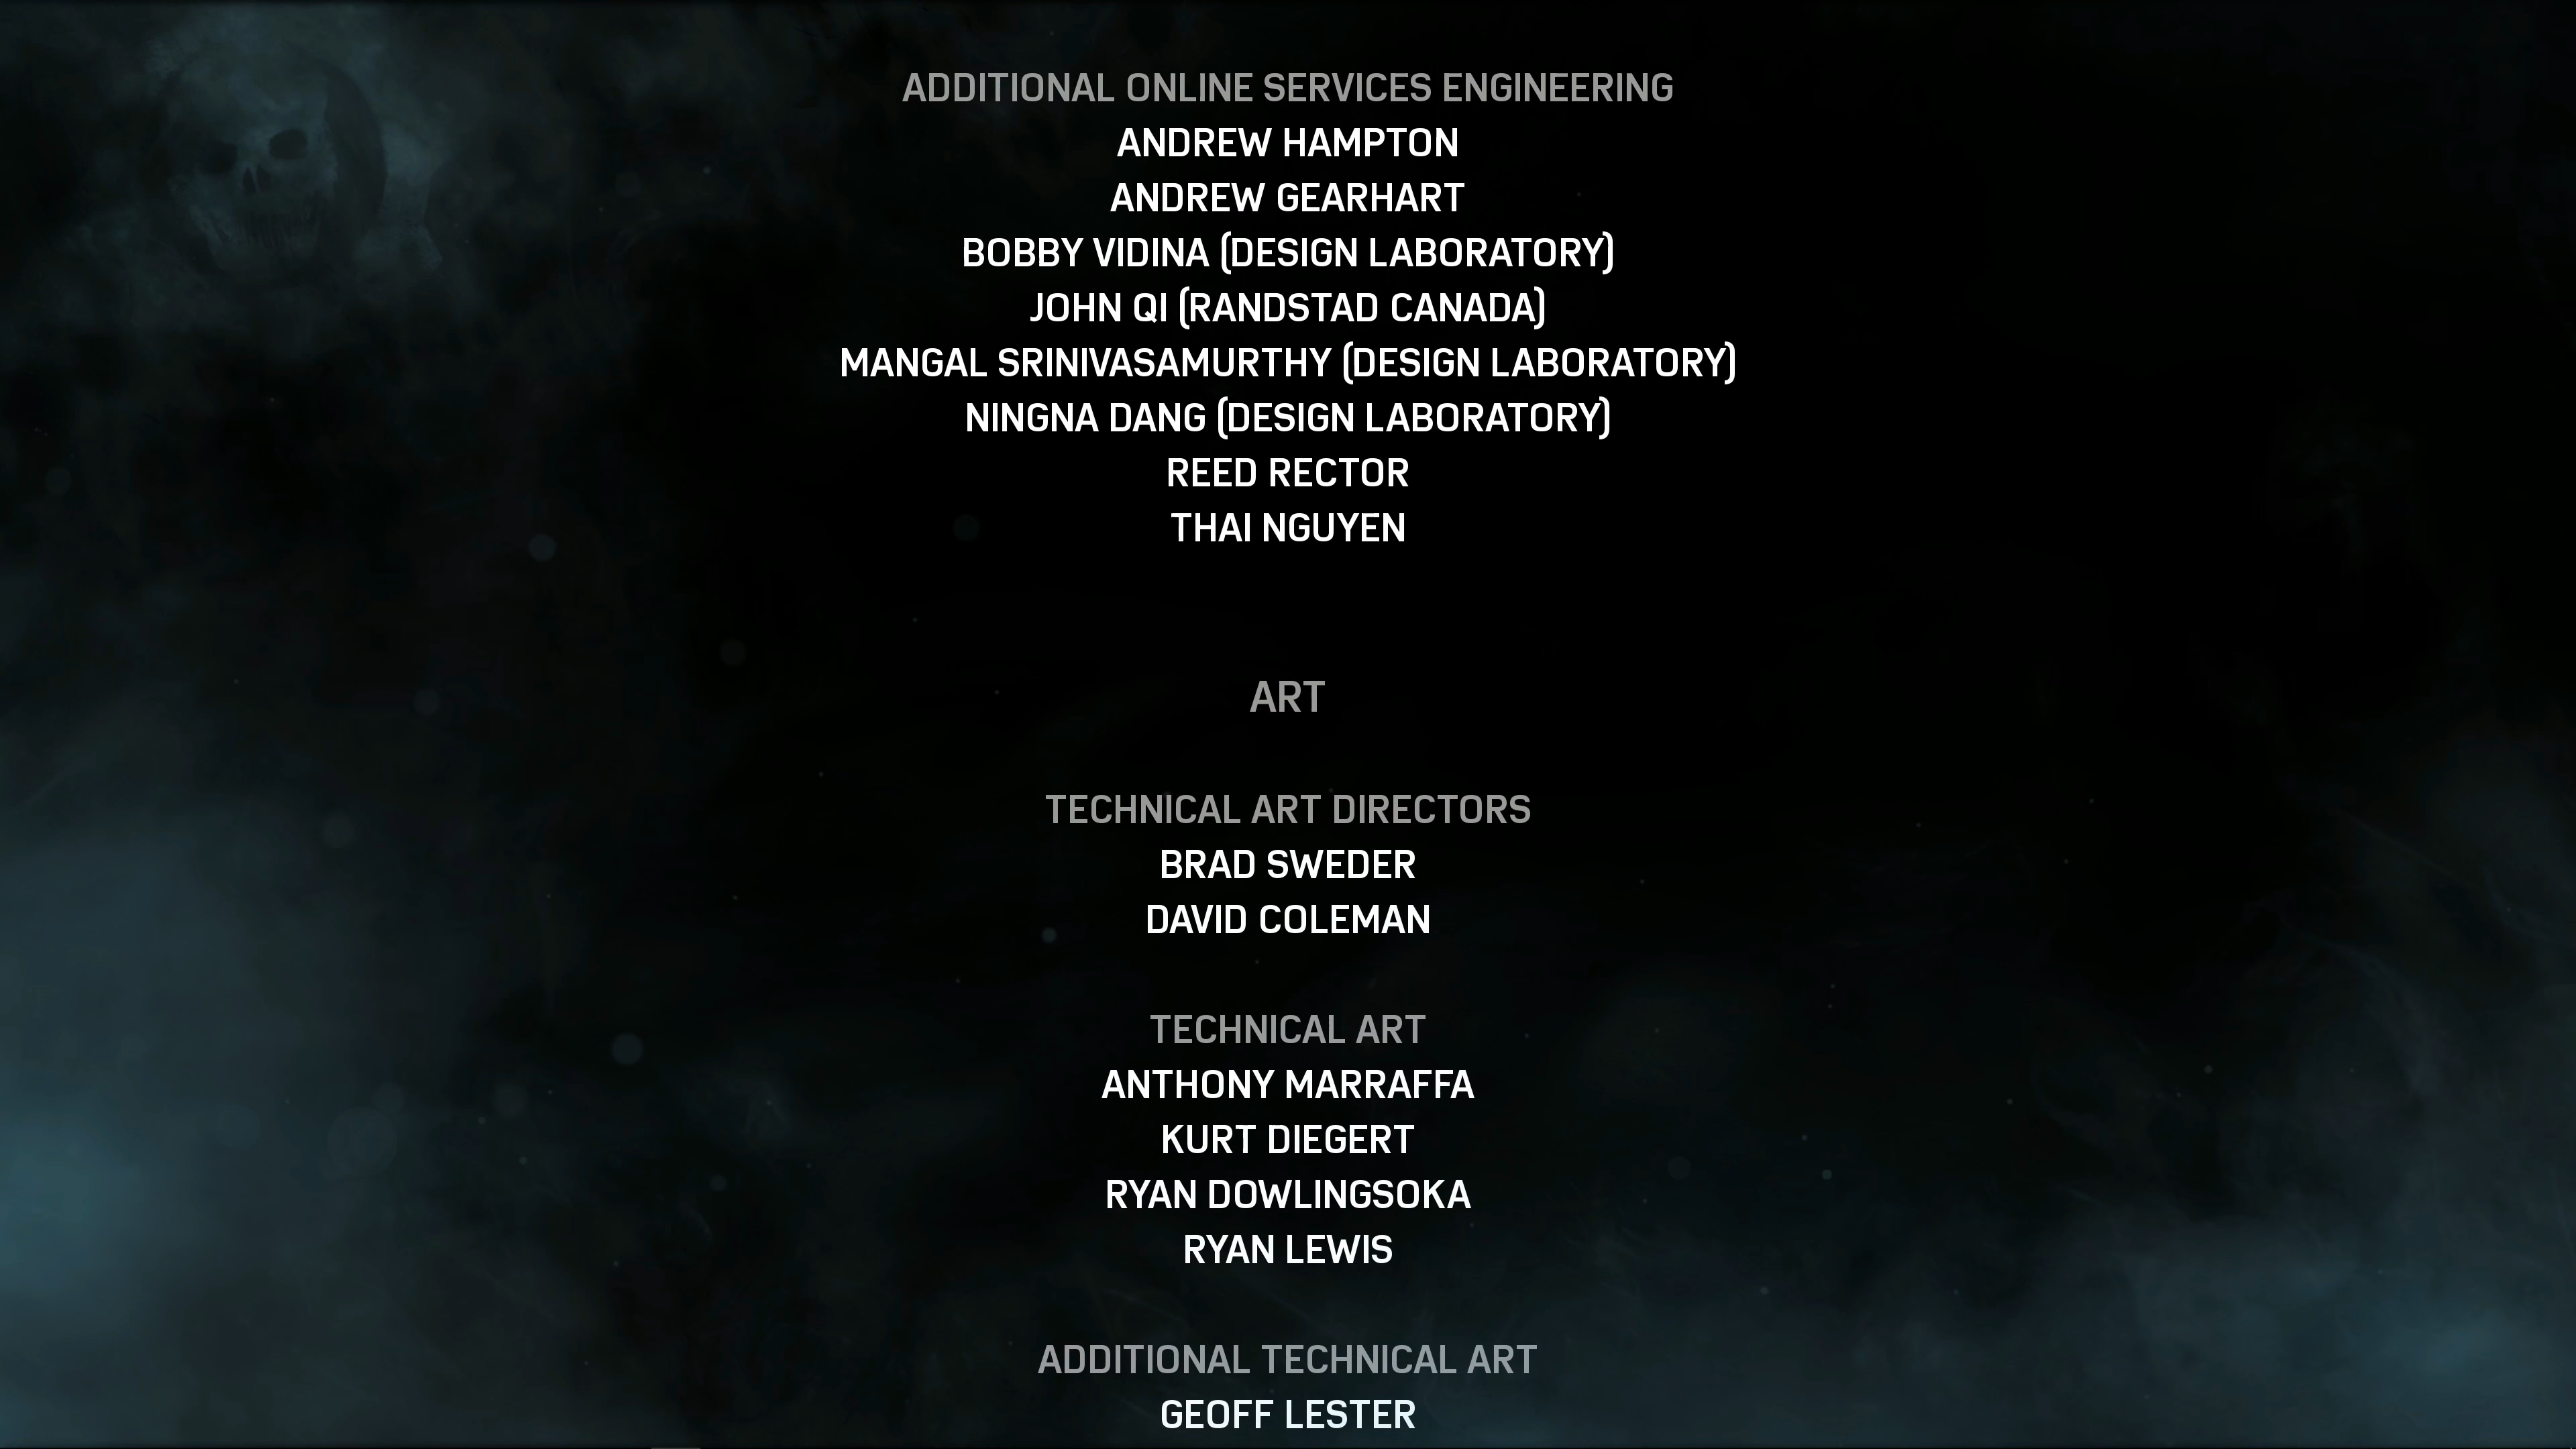 ADDITIONAL ONLINE SERVICES ENGINEERING
ANDREW HAMPTON
ANDREW GEARHART
BOBBY VIDINA (DESIGN LABORATORY)
JOHN QI (RANDSTAD CANADA)
MANGAL SRINIVASAMURTHY (DESIGN LABORATORY)
NINGNA DANG (DESIGN LABORATORY)
REED RECTOR
THAI NGUYEN
ART
TECHNICAL ART DIRECTORS
BRAD SWEDER
DAVID COLEMAN
TECHNICAL ART
ANTHONY MARRAFFA
KURT DIEGERT
RYAN DOWLINGSOKA
RYAN LEWIS
ADDITIONAL TECHNICAL ART
GEOFF LESTER